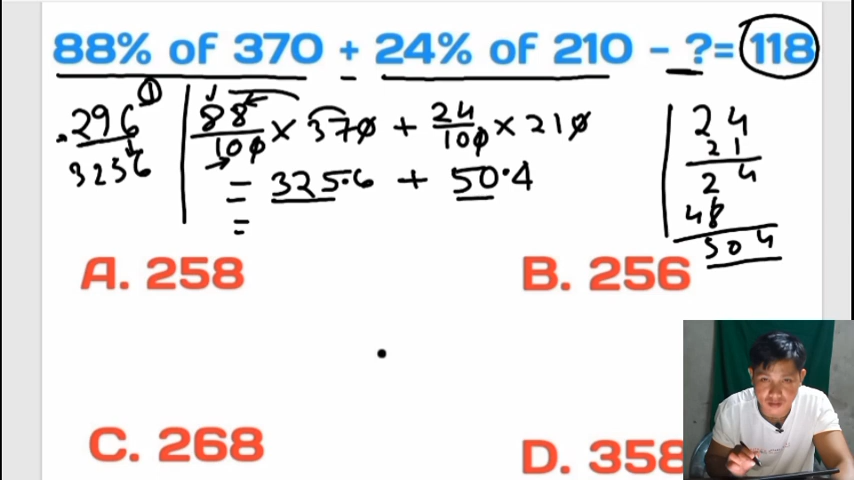 88% of 370 + 24% of 210 - ?= 118
296 ①
3256
88/100 × 370 + 24/100 × 210
= 325.6 + 50.4
=
24
21
24
48
504
A. 258
B. 256
C. 268
D. 358